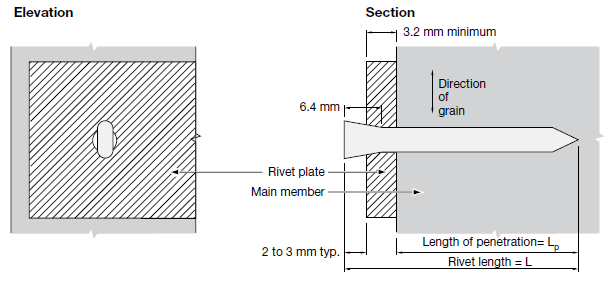 Elevation
Section
3.2 mm minimum
Direction
of
grain
6.4 mm
Rivet plate
Main member
2 to 3 mm typ.
Length of penetration= Lp
Rivet length = L